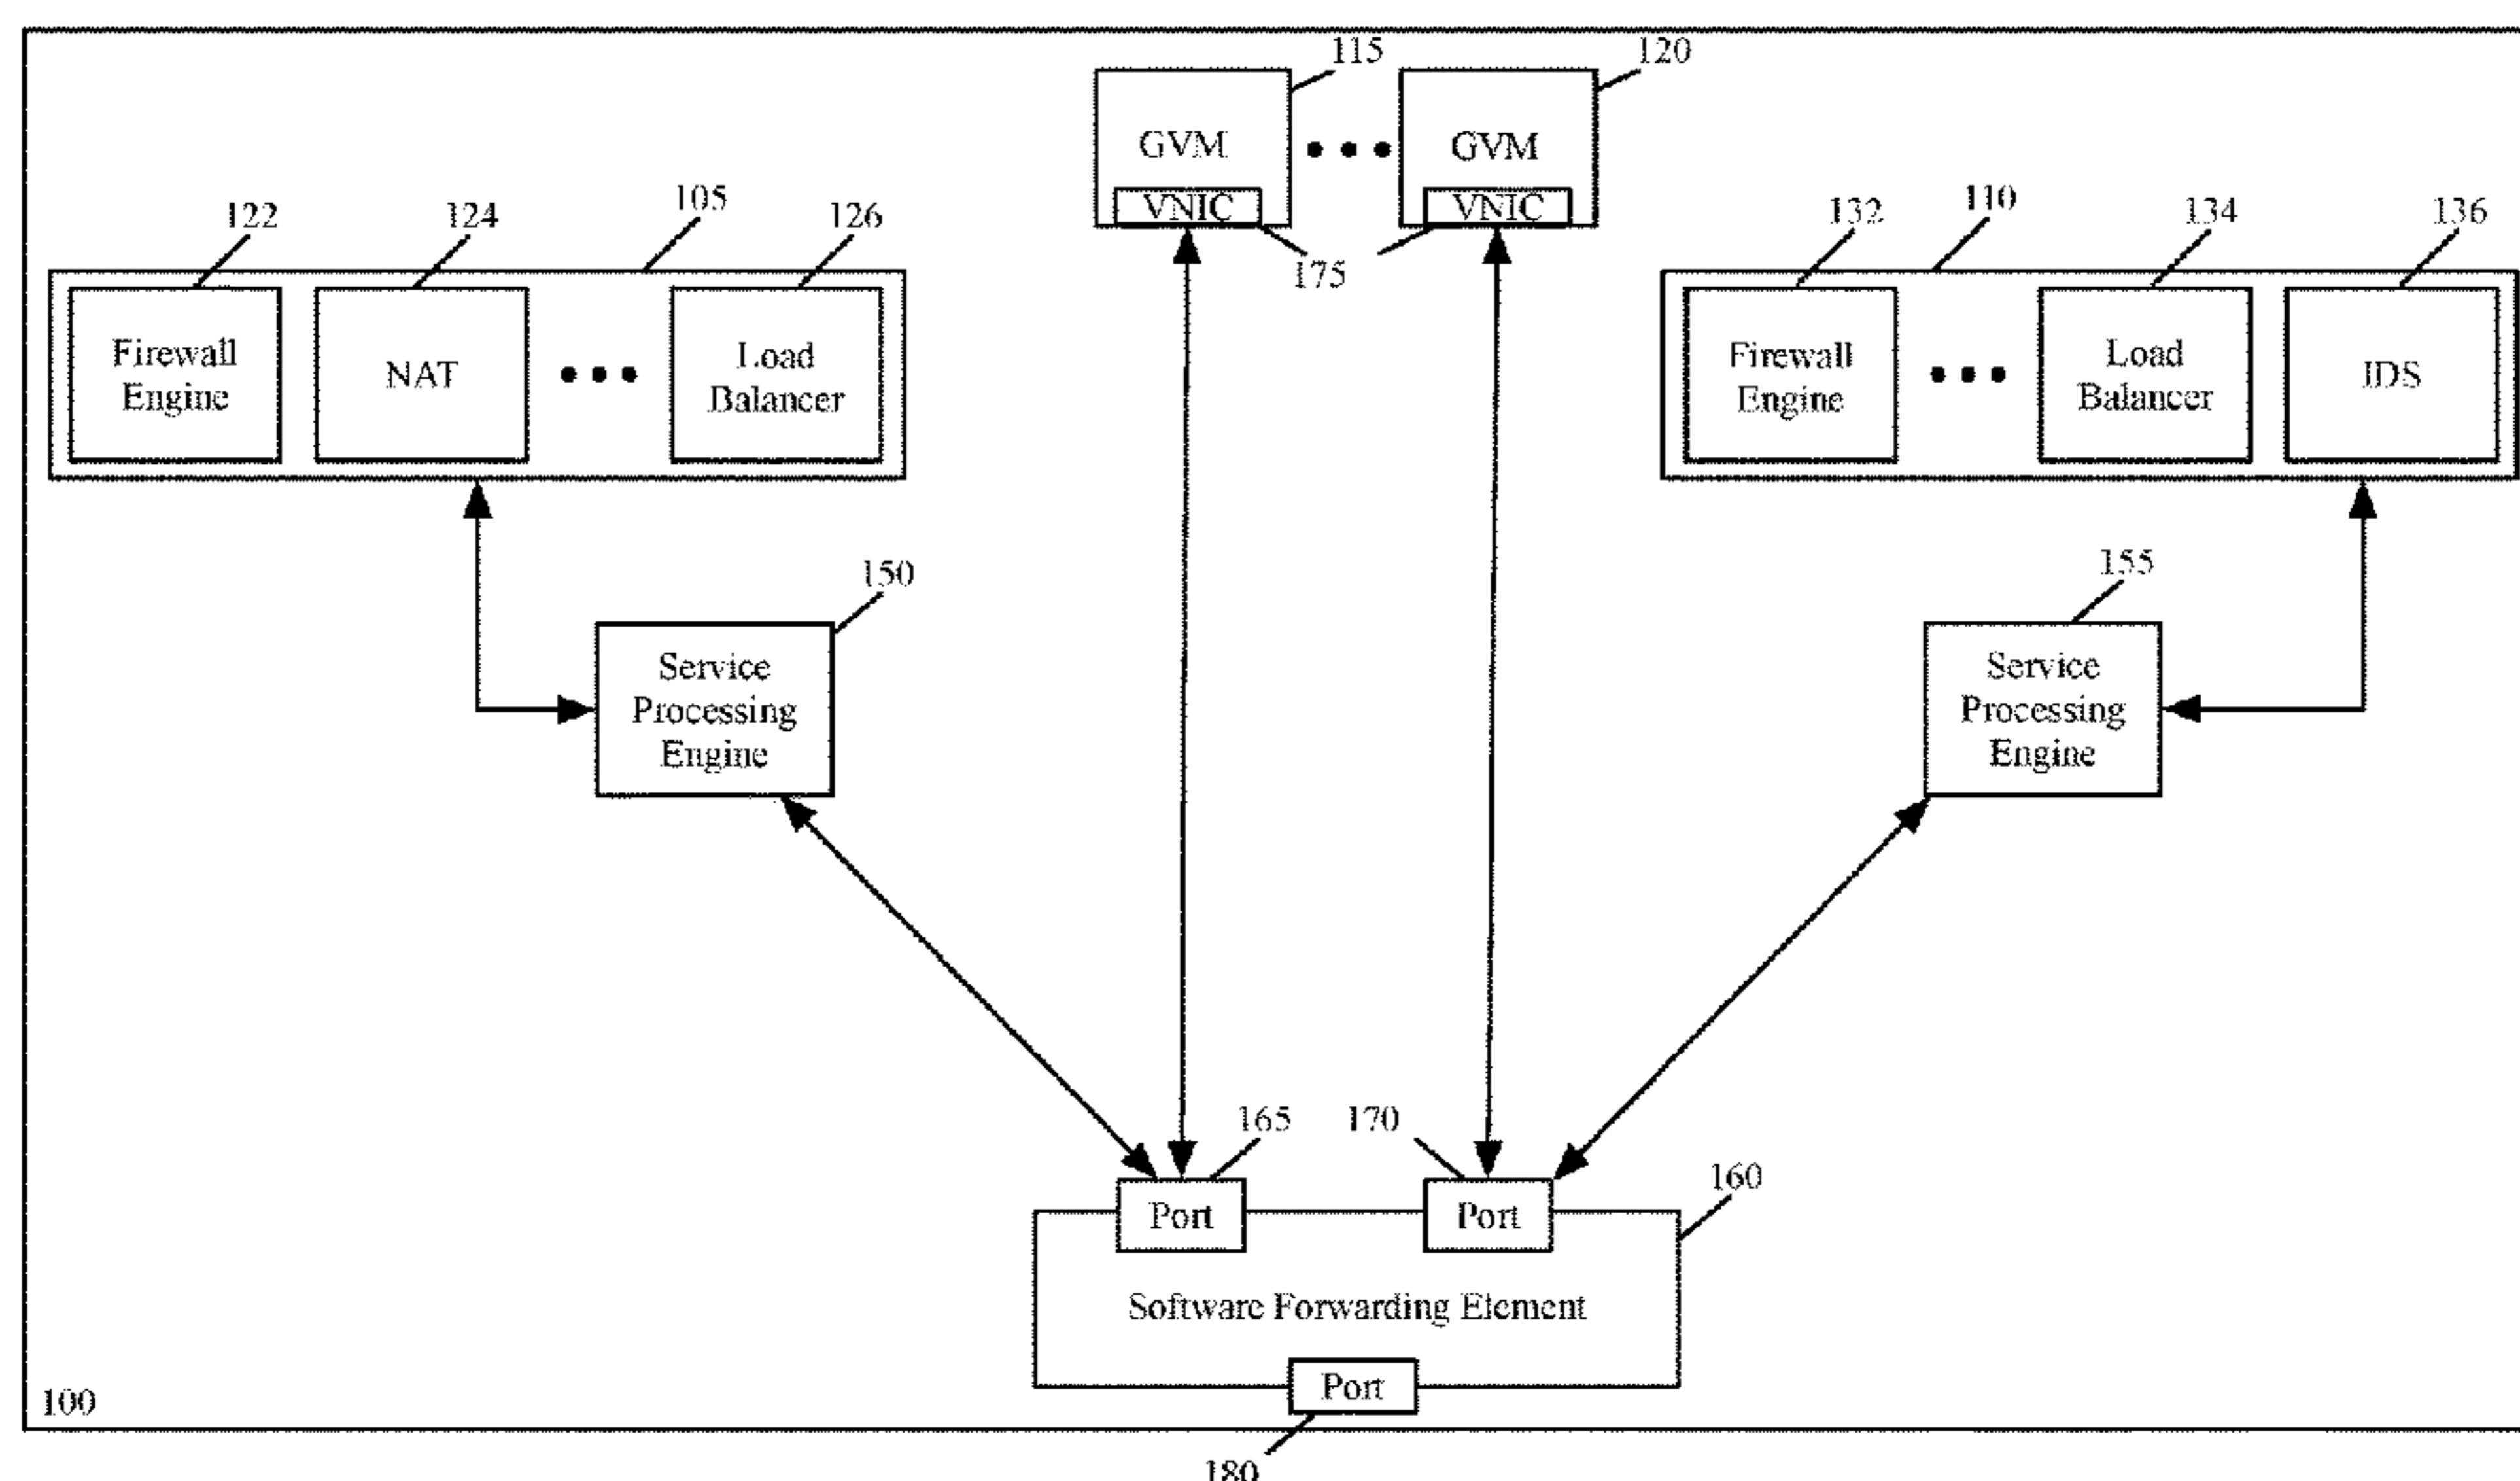 115
120
GVM
GVM
VNIC
VNIC
175
122
124
105
126
132
110
134
136
Firewall
Engine
NAT
Load
Balancer
Firewall
Engine
Load
Balancer
IDS
150
155
Service
Processing
Engine
Service
Processing
Engine
165
170
160
Port
Port
Software Forwarding Element
Port
100
180